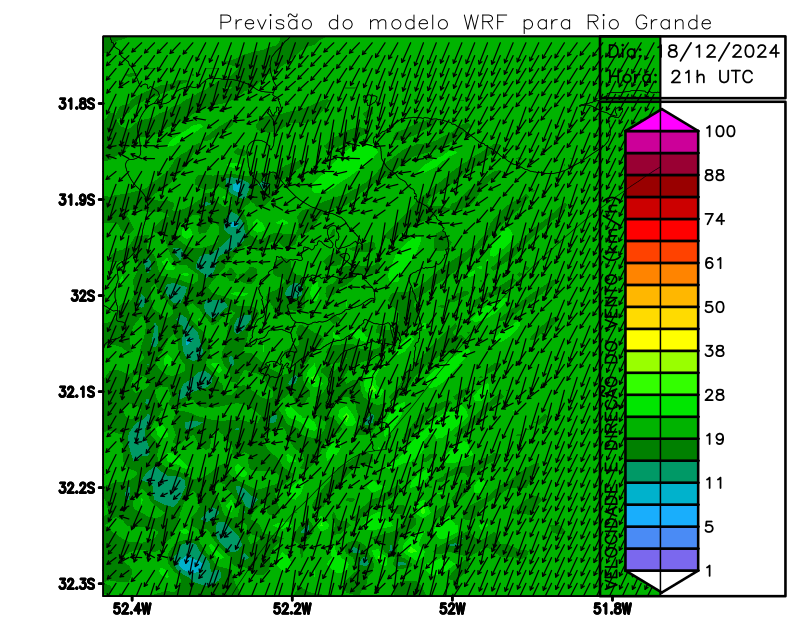 Previsão do modelo WRF para Rio Grande
Dia: 18/12/2024
Hora: 21h UTC
31.8S
31.9S
32S
32.1S
32.2S
32.3S
52.4W
52.2W
52W
51.8W
VELOCIDADE E DIREÇÃO DO VENTO (km/h)
100
88
74
61
50
38
28
19
11
5
1